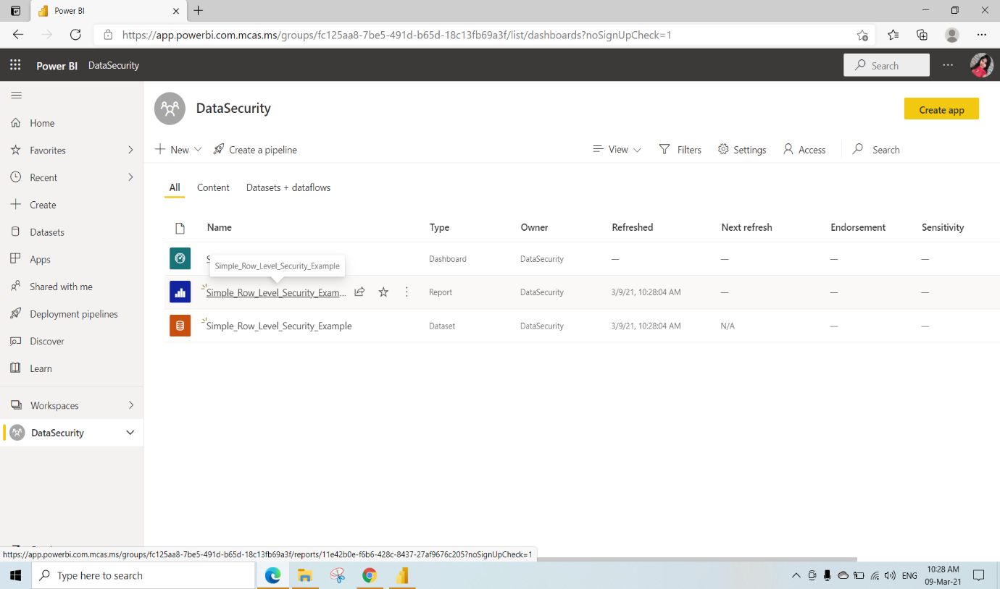 Power BI
https://app.powerbi.com.mcas.ms/groups/fc125aa8-7be5-491d-b65d-18c13fb69a3f/list/dashboards?noSignUpCheck=1
Power BI DataSecurity Search
DataSecurity Create app
New Create a pipeline View Filters Settings Access Search
Home
Favorites
Recent
Create
Datasets
Apps
Shared with me
Deployment pipelines
Discover
Learn
Workspaces
DataSecurity
All Content Datasets + dataflows
Name Type Owner Refreshed Next refresh Endorsement Sensitivity
S Dashboard DataSecurity — — — —
Simple_Row_Level_Security_Example
Simple_Row_Level_Security_Exam... Report DataSecurity 3/9/21, 10:28:04 AM — — —
Simple_Row_Level_Security_Example Dataset DataSecurity 3/9/21, 10:28:04 AM N/A — —
https://app.powerbi.com.mcas.ms/groups/fc125aa8-7be5-491d-b65d-18c13fb69a3f/reports/11e42b0e-f6b6-428c-8437-27af9676c205?noSignUpCheck=1
Type here to search ENG 10:28 AM
09-Mar-21